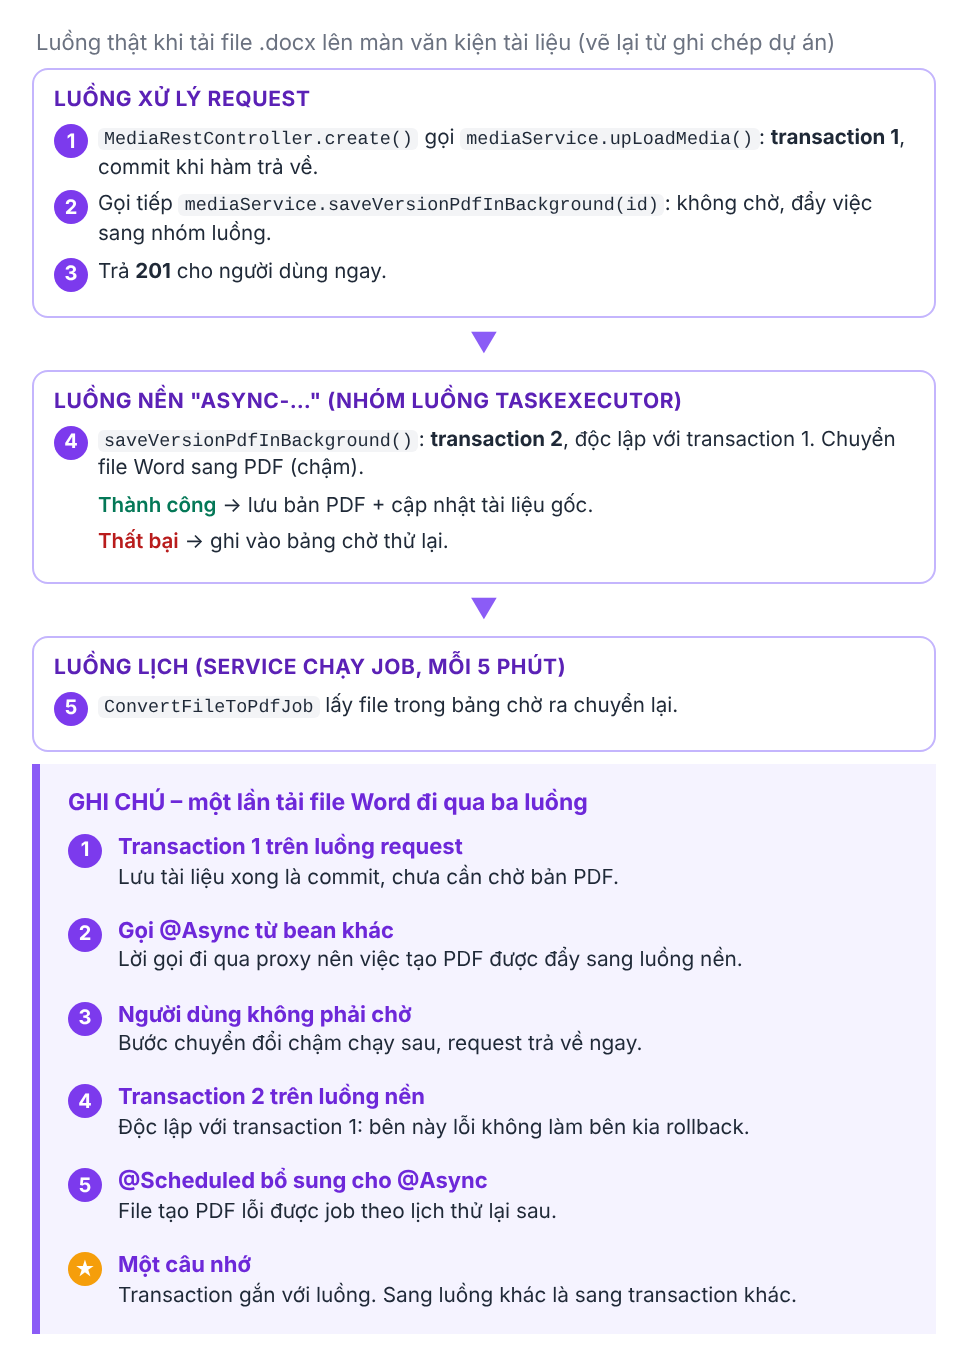 Luồng thật khi tải file .docx lên màn văn kiện tài liệu (vẽ lại từ ghi chép dự án)
LUỒNG XỬ LÝ REQUEST
1 MediaRestController.create() gọi mediaService.upLoadMedia() : transaction 1,
commit khi hàm trả về.
2 Gọi tiếp mediaService.saveVersionPdfInBackground(id) : không chờ, đẩy việc
sang nhóm luồng.
3 Trả 201 cho người dùng ngay.
LUỒNG NỀN "ASYNC-..." (NHÓM LUỒNG TASKEXECUTOR)
4 saveVersionPdfInBackground() : transaction 2, độc lập với transaction 1. Chuyển
file Word sang PDF (chậm).
Thành công → lưu bản PDF + cập nhật tài liệu gốc.
Thất bại → ghi vào bảng chờ thử lại.
LUỒNG LỊCH (SERVICE CHẠY JOB, MỖI 5 PHÚT)
5 ConvertFileToPdfJob lấy file trong bảng chờ ra chuyển lại.
GHI CHÚ – một lần tải file Word đi qua ba luồng
1 Transaction 1 trên luồng request
Lưu tài liệu xong là commit, chưa cần chờ bản PDF.
2 Gọi @Async từ bean khác
Lời gọi đi qua proxy nên việc tạo PDF được đẩy sang luồng nền.
3 Người dùng không phải chờ
Bước chuyển đổi chậm chạy sau, request trả về ngay.
4 Transaction 2 trên luồng nền
Độc lập với transaction 1: bên này lỗi không làm bên kia rollback.
5 @Scheduled bổ sung cho @Async
File tạo PDF lỗi được job theo lịch thử lại sau.
★ Một câu nhớ
Transaction gắn với luồng. Sang luồng khác là sang transaction khác.